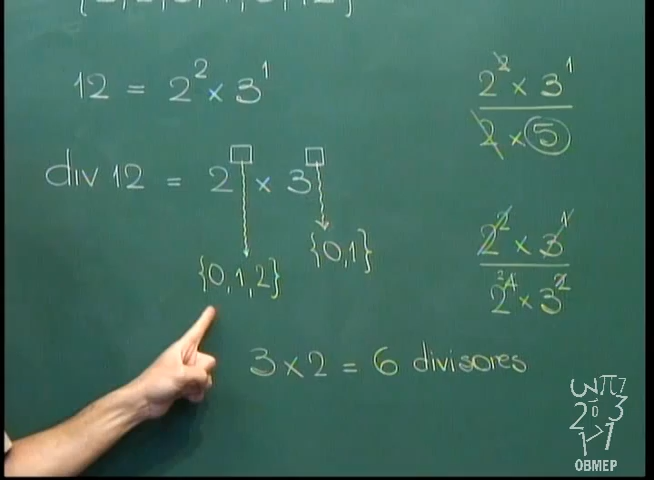 12 = 2² × 3¹
div 12 = 2□ × 3□
{0,1,2}
{0,1}
3 × 2 = 6 divisores
2² × 3¹
2 × 5
2² × 3¹
2⁴ × 3²
OBMEP